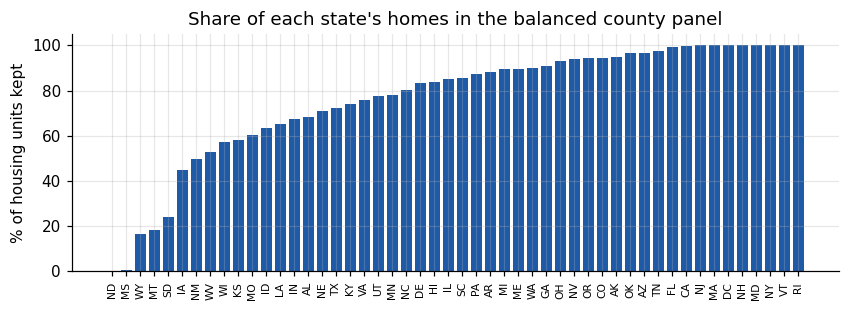 Share of each state's homes in the balanced county panel
% of housing units kept
100
80
60
40
20
0
ND MS WY MT SD IA NM WV WI KS MO ID LA IN AL NE TX KY VA UT MN NC DE HI IL SC PA AR MI ME WA GA OH NV OR CO AK OK AZ TN FL CA NJ MA DC NH MD NY VT RI